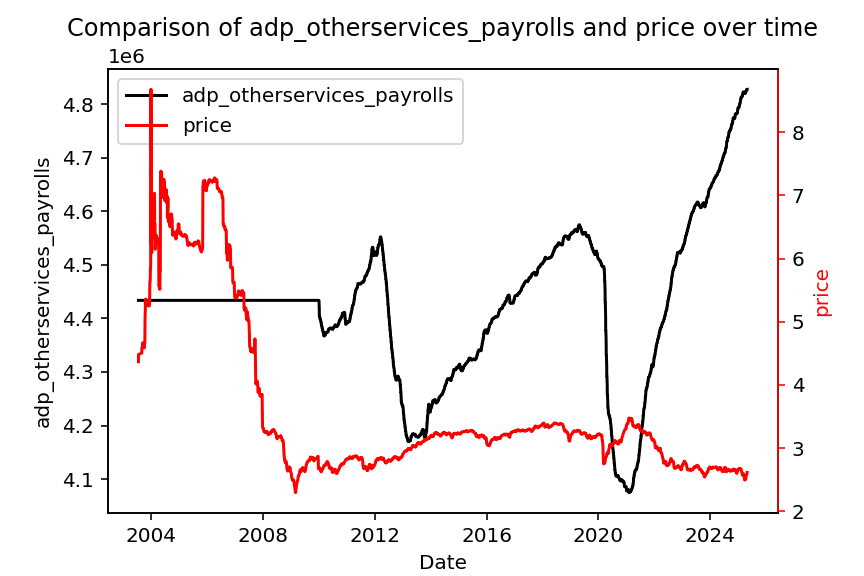 Comparison of adp_otherservices_payrolls and price over time
1e6
adp_otherservices_payrolls
price
4.8
4.7
4.6
4.5
4.4
4.3
4.2
4.1
adp_otherservices_payrolls
8
7
6
5
4
3
2
price
2004 2008 2012 2016 2020 2024
Date